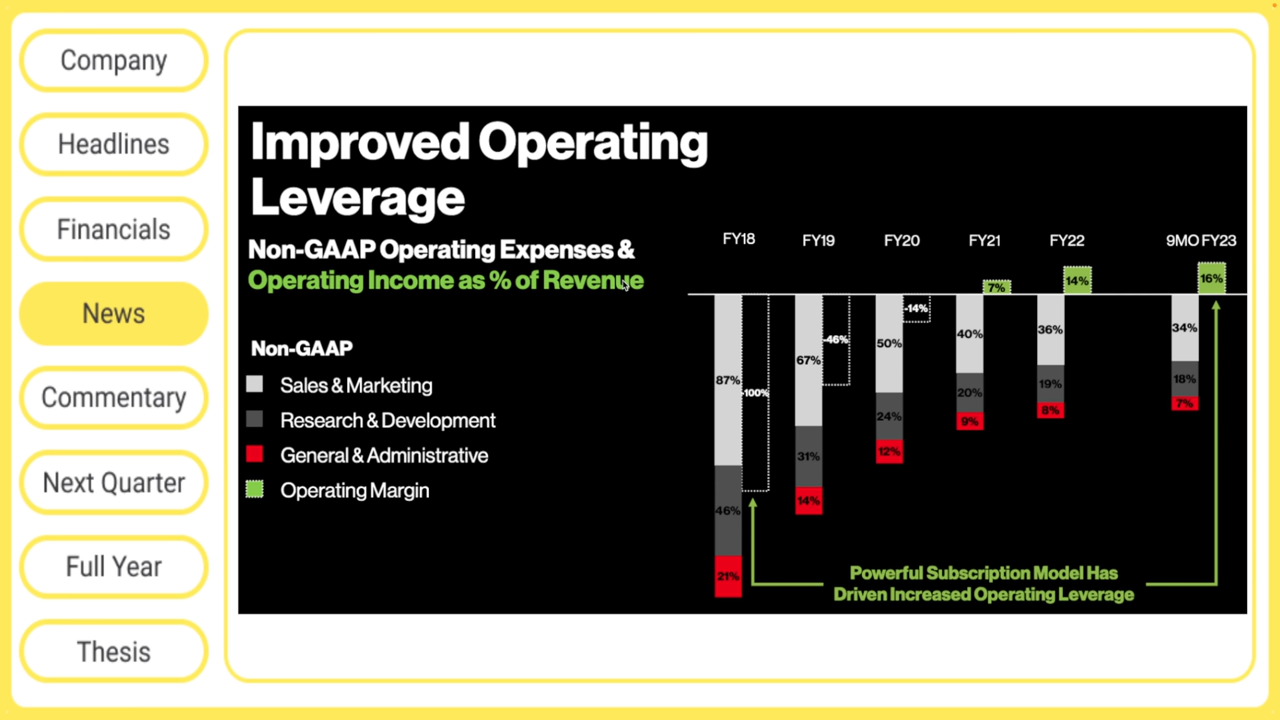 Company
Headlines
Financials
News
Commentary
Next Quarter
Full Year
Thesis
Improved Operating
Leverage
Non-GAAP Operating Expenses &
Operating Income as % of Revenue
Non-GAAP
Sales & Marketing
Research & Development
General & Administrative
Operating Margin
FY18 FY19 FY20 FY21 FY22 9MO FY23
7% 14% 16%
87% -100% 67% -46% 50% -14% 40% 36% 34%
46% 31% 24% 20% 19% 18%
21% 14% 12% 9% 8% 7%
Powerful Subscription Model Has
Driven Increased Operating Leverage